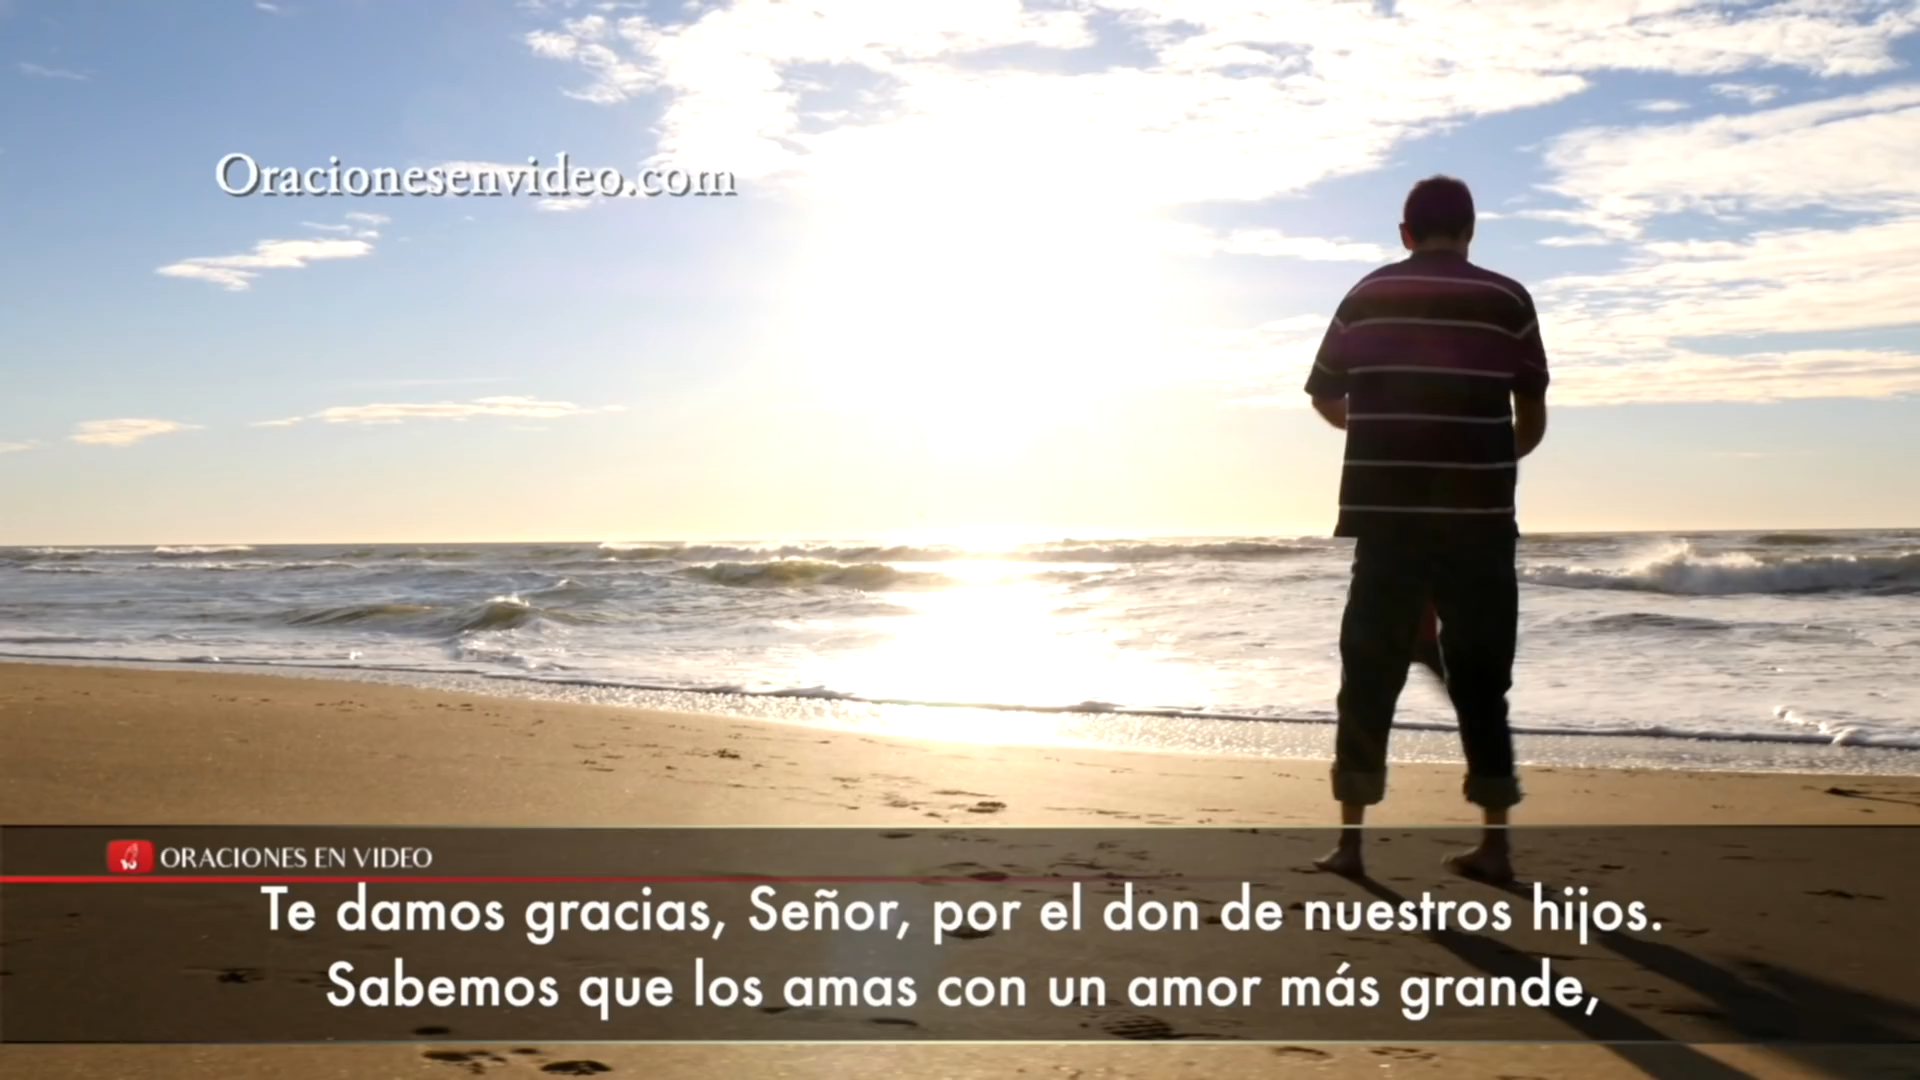 Oracionesenvideo.com
ORACIONES EN VIDEO
Te damos gracias, Señor, por el don de nuestros hijos.
Sabemos que los amas con un amor más grande,